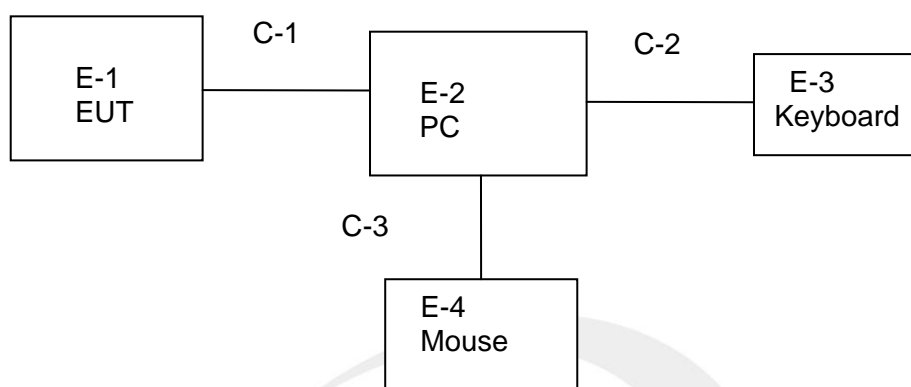 C-1
C-2
E-1
EUT
E-2
PC
E-3
Keyboard
C-3
E-4
Mouse